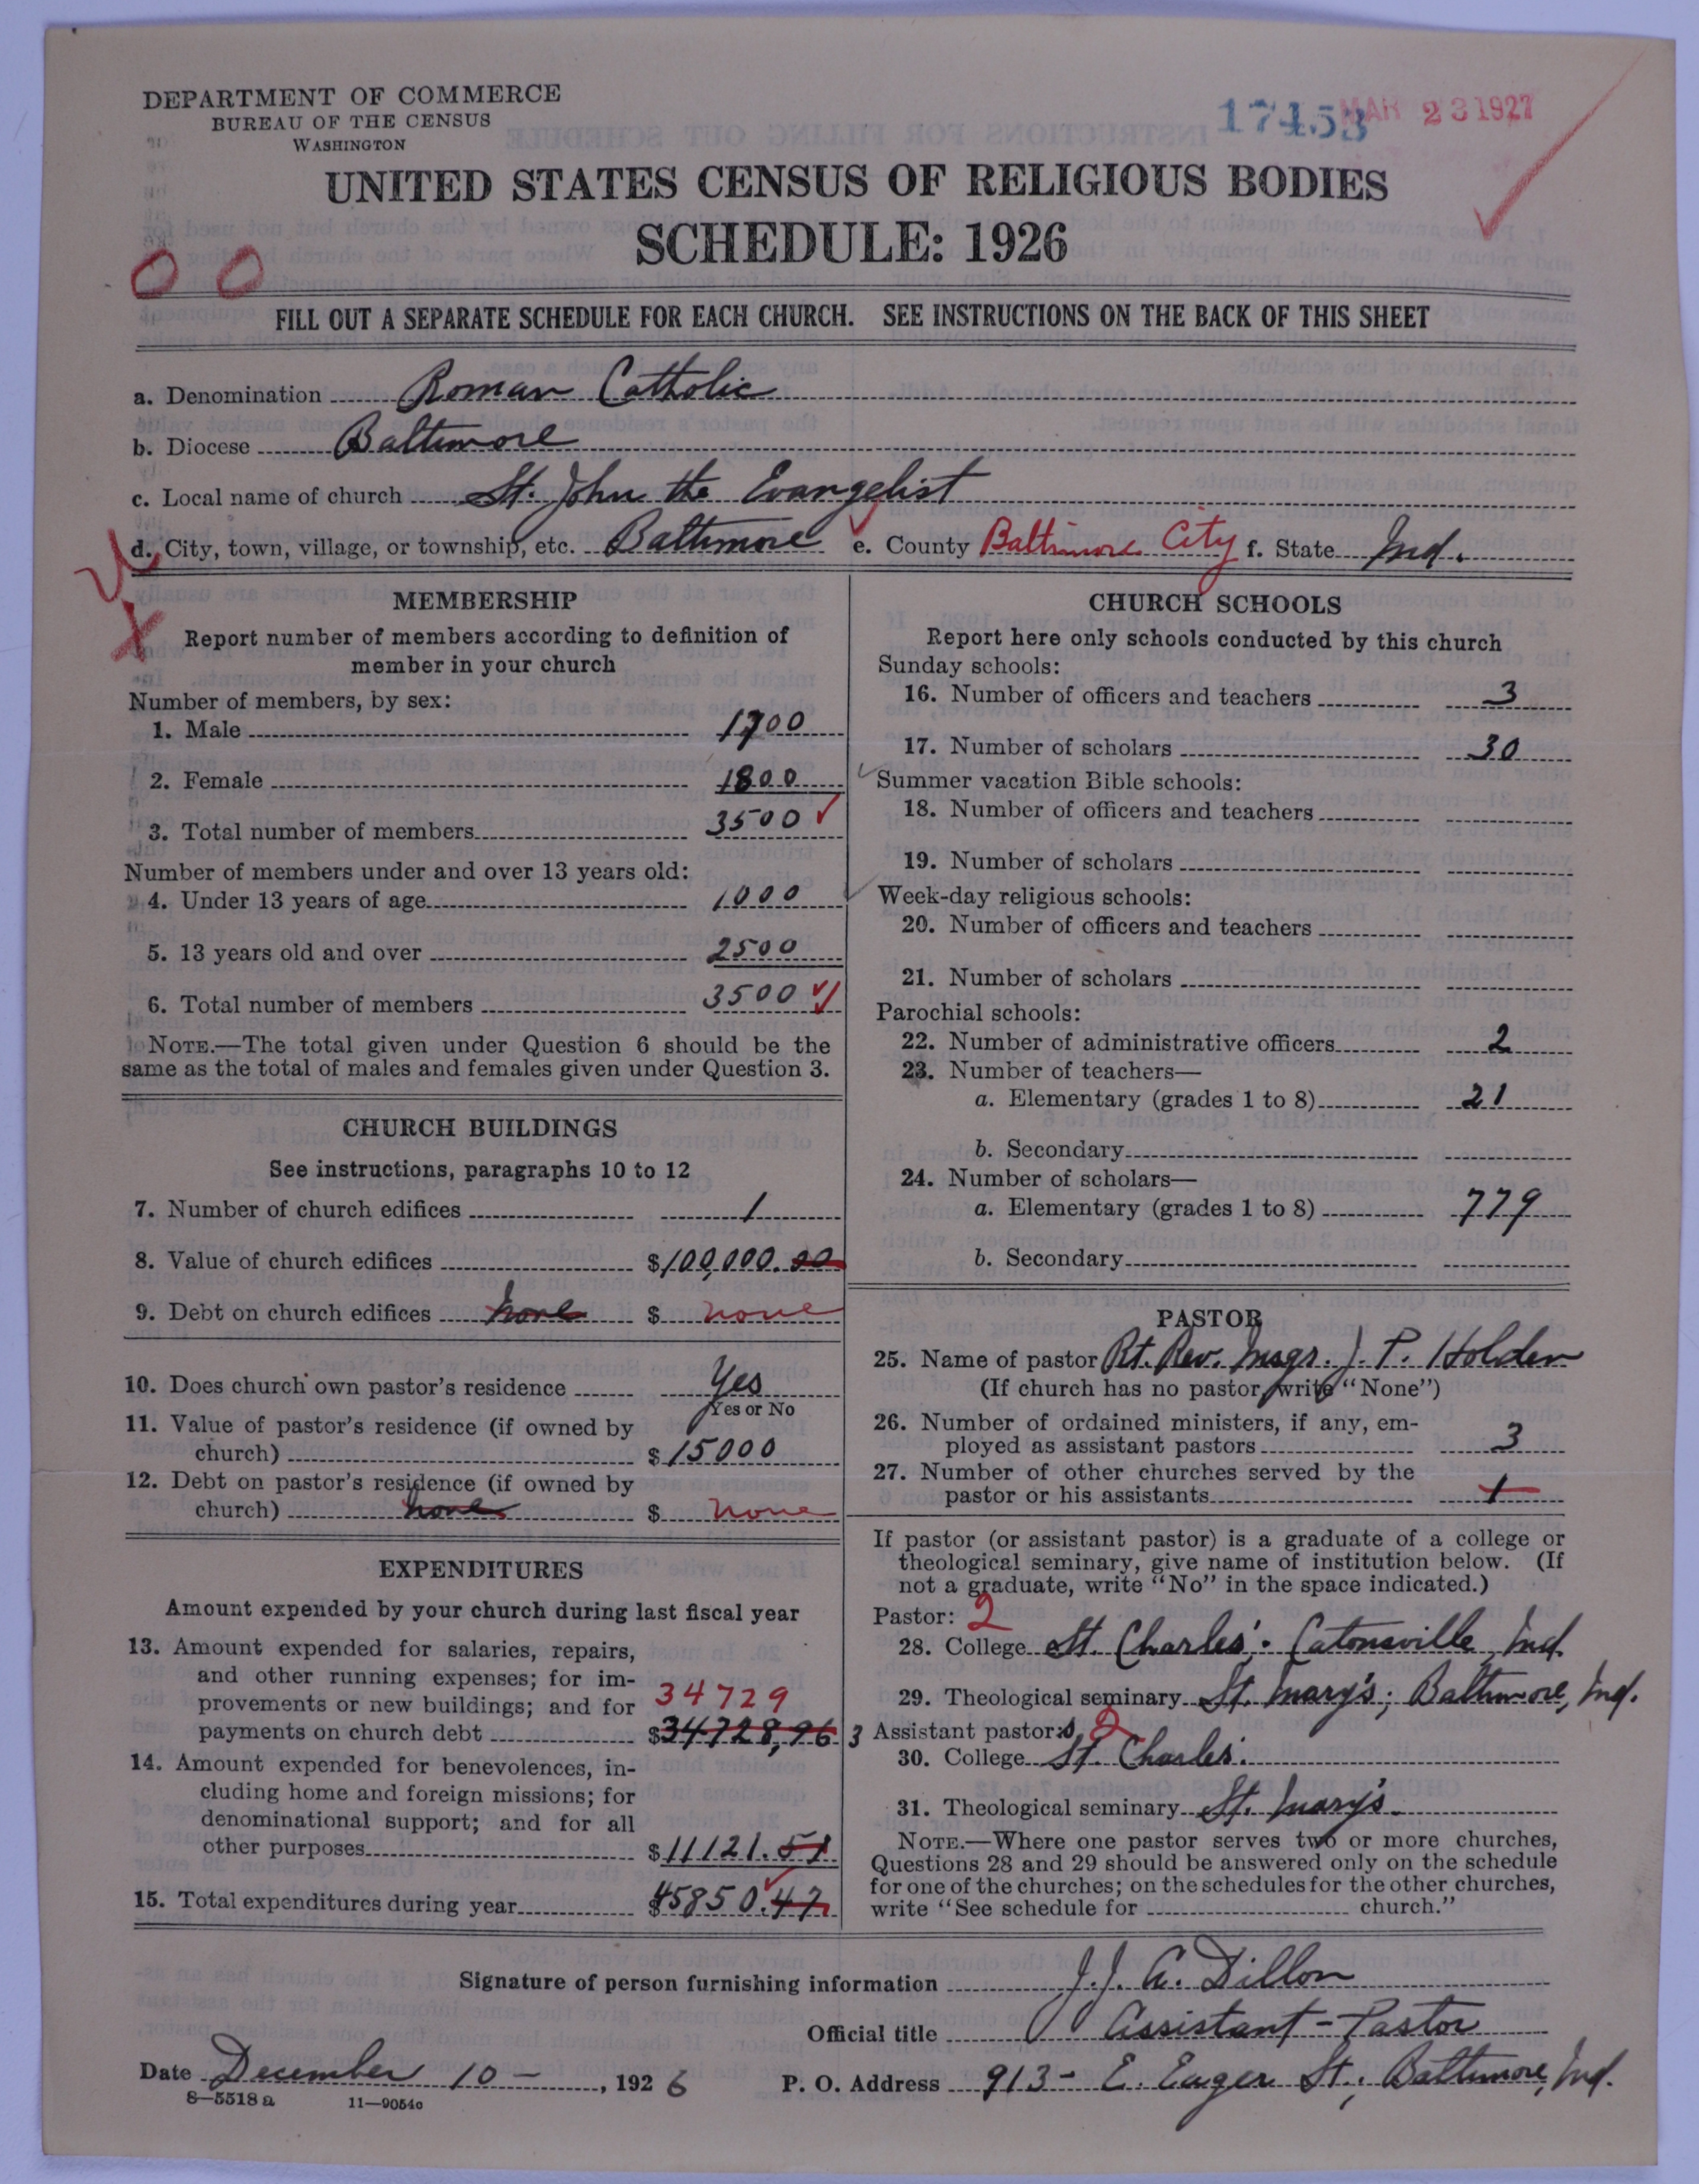 DEPARTMENT OF COMMERCE
BUREAU OF THE CENSUS
WASHINGTON
17453
MAR 23 1927
UNITED STATES CENSUS OF RELIGIOUS BODIES
SCHEDULE: 1926
0 0
FILL OUT A SEPARATE SCHEDULE FOR EACH CHURCH. SEE INSTRUCTIONS ON THE BACK OF THIS SHEET
a. Denomination Roman Catholic
b. Diocese Baltimore
c. Local name of church St. John the Evangelist
d. City, town, village, or township, etc. Baltimore e. County Baltimore City f. State Md.
MEMBERSHIP
Report number of members according to definition of
member in your church
Number of members, by sex:
1. Male 1700
2. Female 1800
3. Total number of members 3500
Number of members under and over 13 years old:
4. Under 13 years of age 1000
5. 13 years old and over 2500
6. Total number of members 3500
NOTE.—The total given under Question 6 should be the
same as the total of males and females given under Question 3.
CHURCH BUILDINGS
See instructions, paragraphs 10 to 12
7. Number of church edifices 1
8. Value of church edifices $100,000.00
9. Debt on church edifices none $ none
10. Does church own pastor's residence Yes
Yes or No
11. Value of pastor's residence (if owned by
church) $15000
12. Debt on pastor's residence (if owned by
church) none $ none
EXPENDITURES
Amount expended by your church during last fiscal year
13. Amount expended for salaries, repairs,
and other running expenses; for im-
provements or new buildings; and for 34729
payments on church debt $34728,96
14. Amount expended for benevolences, in-
cluding home and foreign missions; for
denominational support; and for all
other purposes $11121.51
15. Total expenditures during year $45850.47
CHURCH SCHOOLS
Report here only schools conducted by this church
Sunday schools:
16. Number of officers and teachers 3
17. Number of scholars 30
Summer vacation Bible schools:
18. Number of officers and teachers
19. Number of scholars
Week-day religious schools:
20. Number of officers and teachers
21. Number of scholars
Parochial schools:
22. Number of administrative officers 2
23. Number of teachers—
a. Elementary (grades 1 to 8) 21
b. Secondary
24. Number of scholars—
a. Elementary (grades 1 to 8) 779
b. Secondary
PASTOR
25. Name of pastor Rt. Rev. Msgr. J. P. Holden
(If church has no pastor, write "None")
26. Number of ordained ministers, if any, em-
ployed as assistant pastors 3
27. Number of other churches served by the
pastor or his assistants 1
If pastor (or assistant pastor) is a graduate of a college or
theological seminary, give name of institution below. (If
not a graduate, write "No" in the space indicated.)
Pastor: 2
28. College St. Charles'. Catonsville, Md.
29. Theological seminary St. Mary's; Baltimore, Md.
3 Assistant pastor:s 2
30. College St. Charles'.
31. Theological seminary St. Mary's.
NOTE.—Where one pastor serves two or more churches,
Questions 28 and 29 should be answered only on the schedule
for one of the churches; on the schedules for the other churches,
write "See schedule for church."
Signature of person furnishing information J. J. A. Dillon
Official title Assistant-Pastor
Date December 10 -, 1926 P. O. Address 913- E. Eager St., Baltimore, Md.
8—5518 a 11—9054c